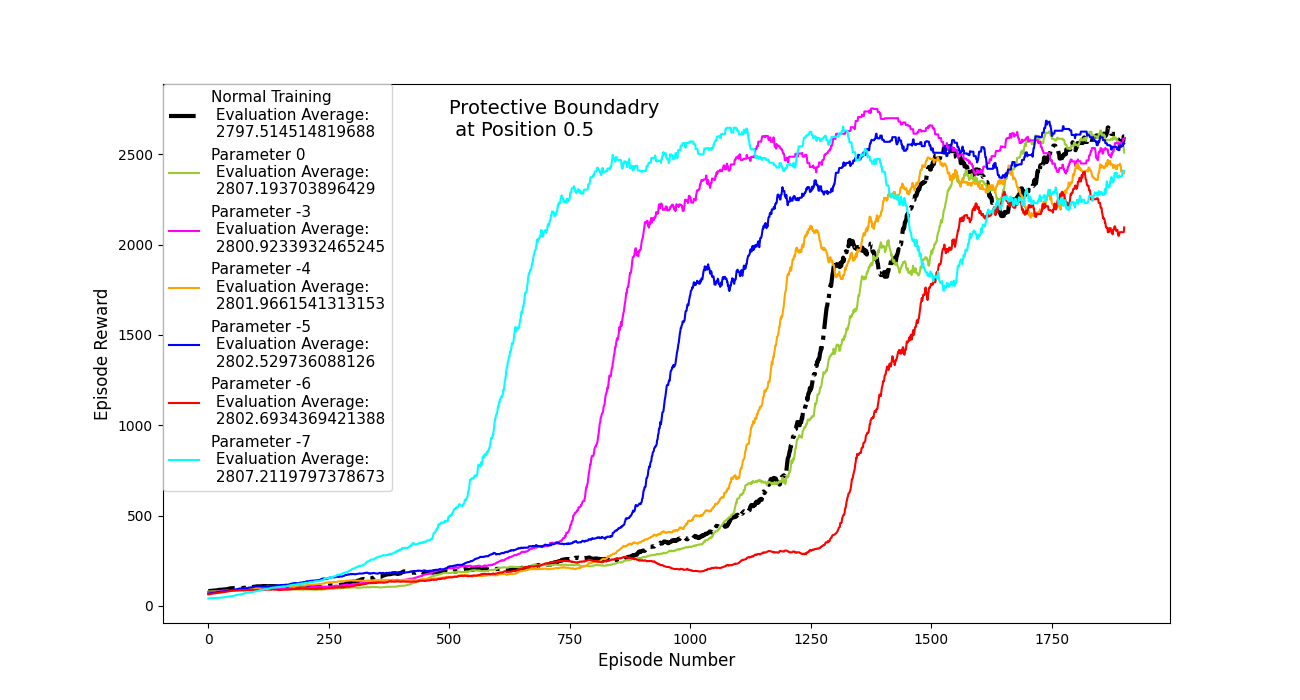 Protective Boundadry
at Position 0.5
Normal Training
Evaluation Average:
2797.514514819688
Parameter 0
Evaluation Average:
2807.193703896429
Parameter -3
Evaluation Average:
2800.9233932465245
Parameter -4
Evaluation Average:
2801.9661541313153
Parameter -5
Evaluation Average:
2802.529736088126
Parameter -6
Evaluation Average:
2802.6934369421388
Parameter -7
Evaluation Average:
2807.2119797378673
Episode Reward
2500
2000
1500
1000
500
0
0 250 500 750 1000 1250 1500 1750
Episode Number